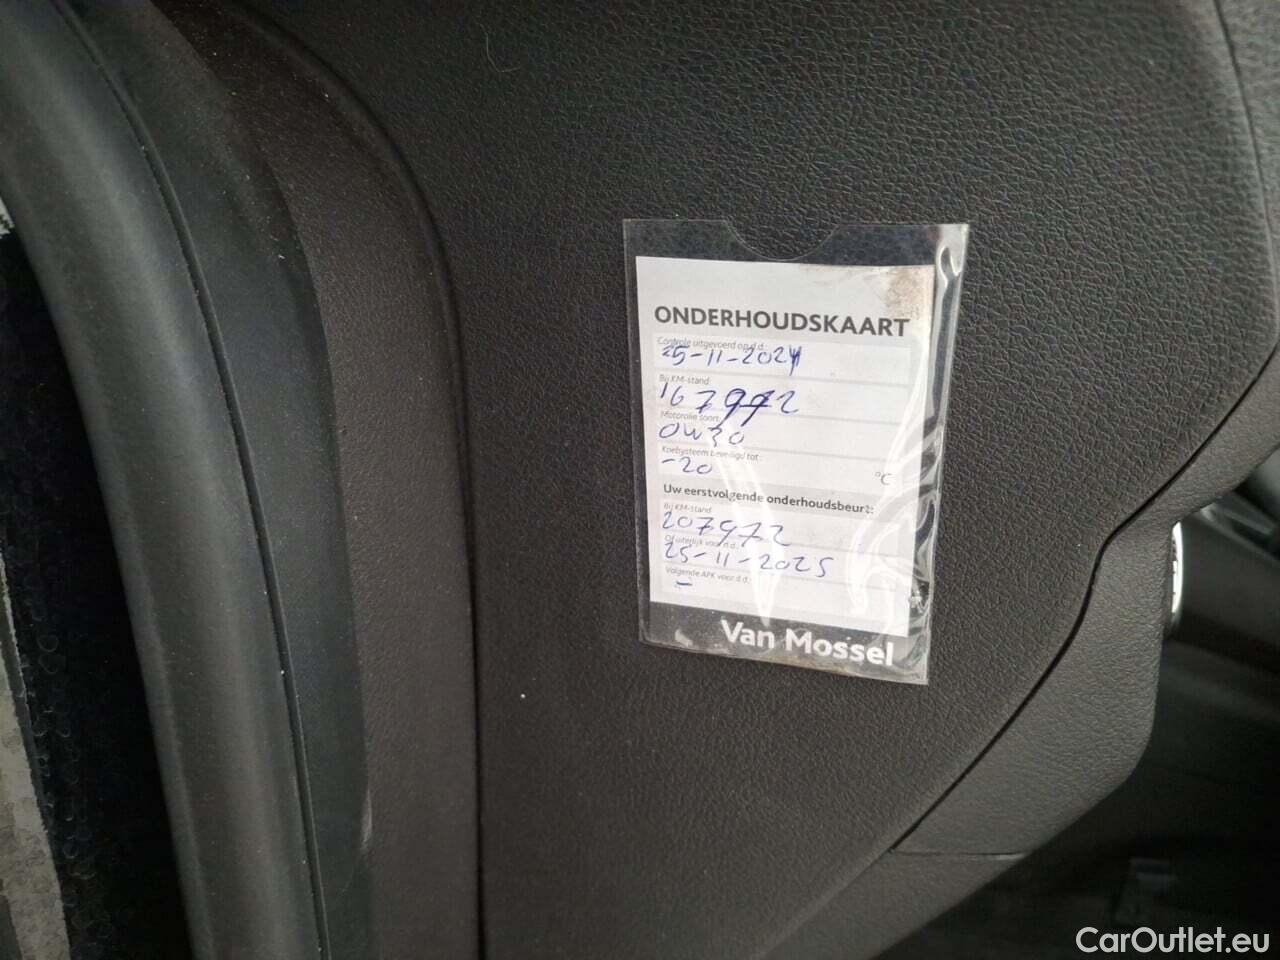 ONDERHOUDSKAART
Controle uitgevoerd op d.d.:
25-11-2024
Bij KM-stand:
167972
Motorolie soort:
0W30
Koelsysteem beveiligd tot:
-20 °C
Uw eerstvolgende onderhoudsbeurt:
Bij KM-stand
207972
Of uiterlijk voor d.d.:
25-11-2025
Volgende APK voor d.d.:
-
Van Mossel
CarOutlet.eu